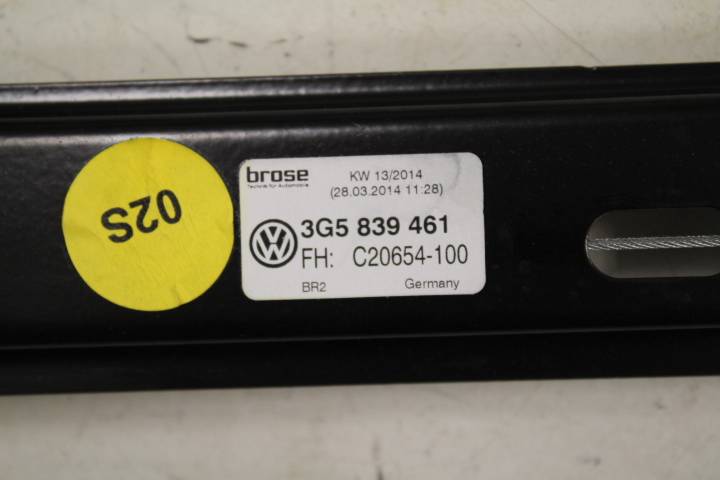 02S
brose
Technik für Automobile
KW 13/2014
(28.03.2014 11:28)
VW
3G5 839 461
FH: C20654-100
BR2
Germany